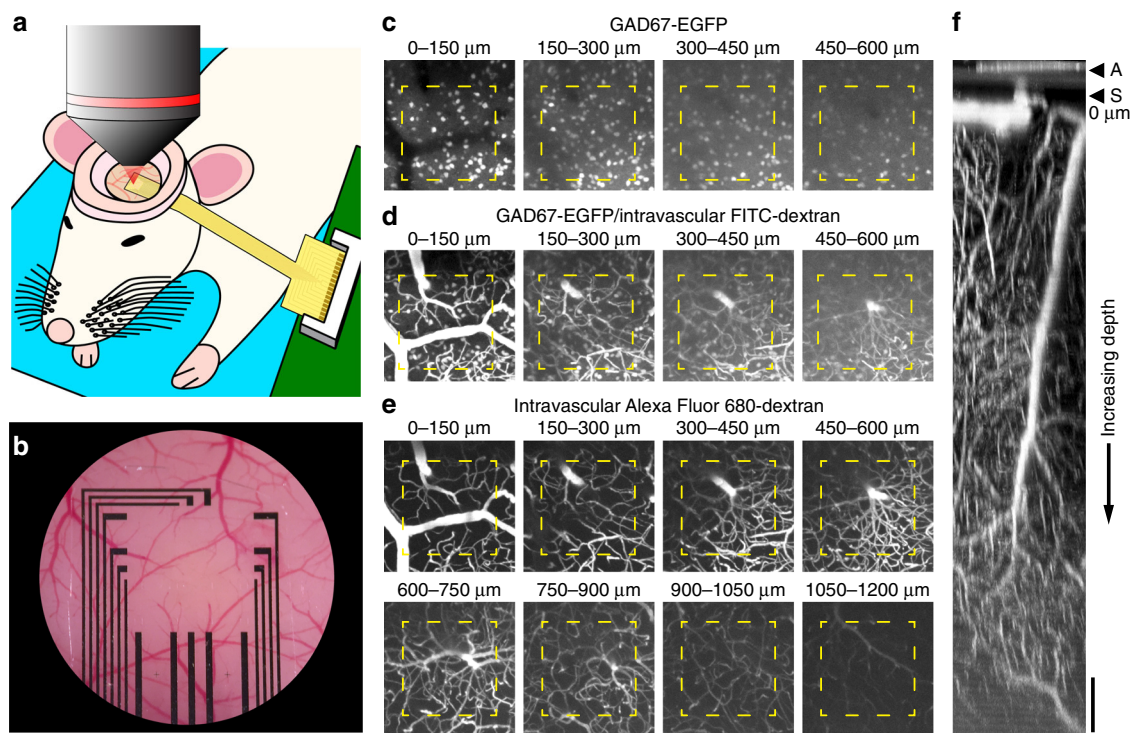 a
b
c
GAD67-EGFP
0–150 μm 150–300 μm 300–450 μm 450–600 μm
d
GAD67-EGFP/intravascular FITC-dextran
0–150 μm 150–300 μm 300–450 μm 450–600 μm
e
Intravascular Alexa Fluor 680-dextran
0–150 μm 150–300 μm 300–450 μm 450–600 μm
600–750 μm 750–900 μm 900–1050 μm 1050–1200 μm
f
A
S
0 μm
Increasing depth